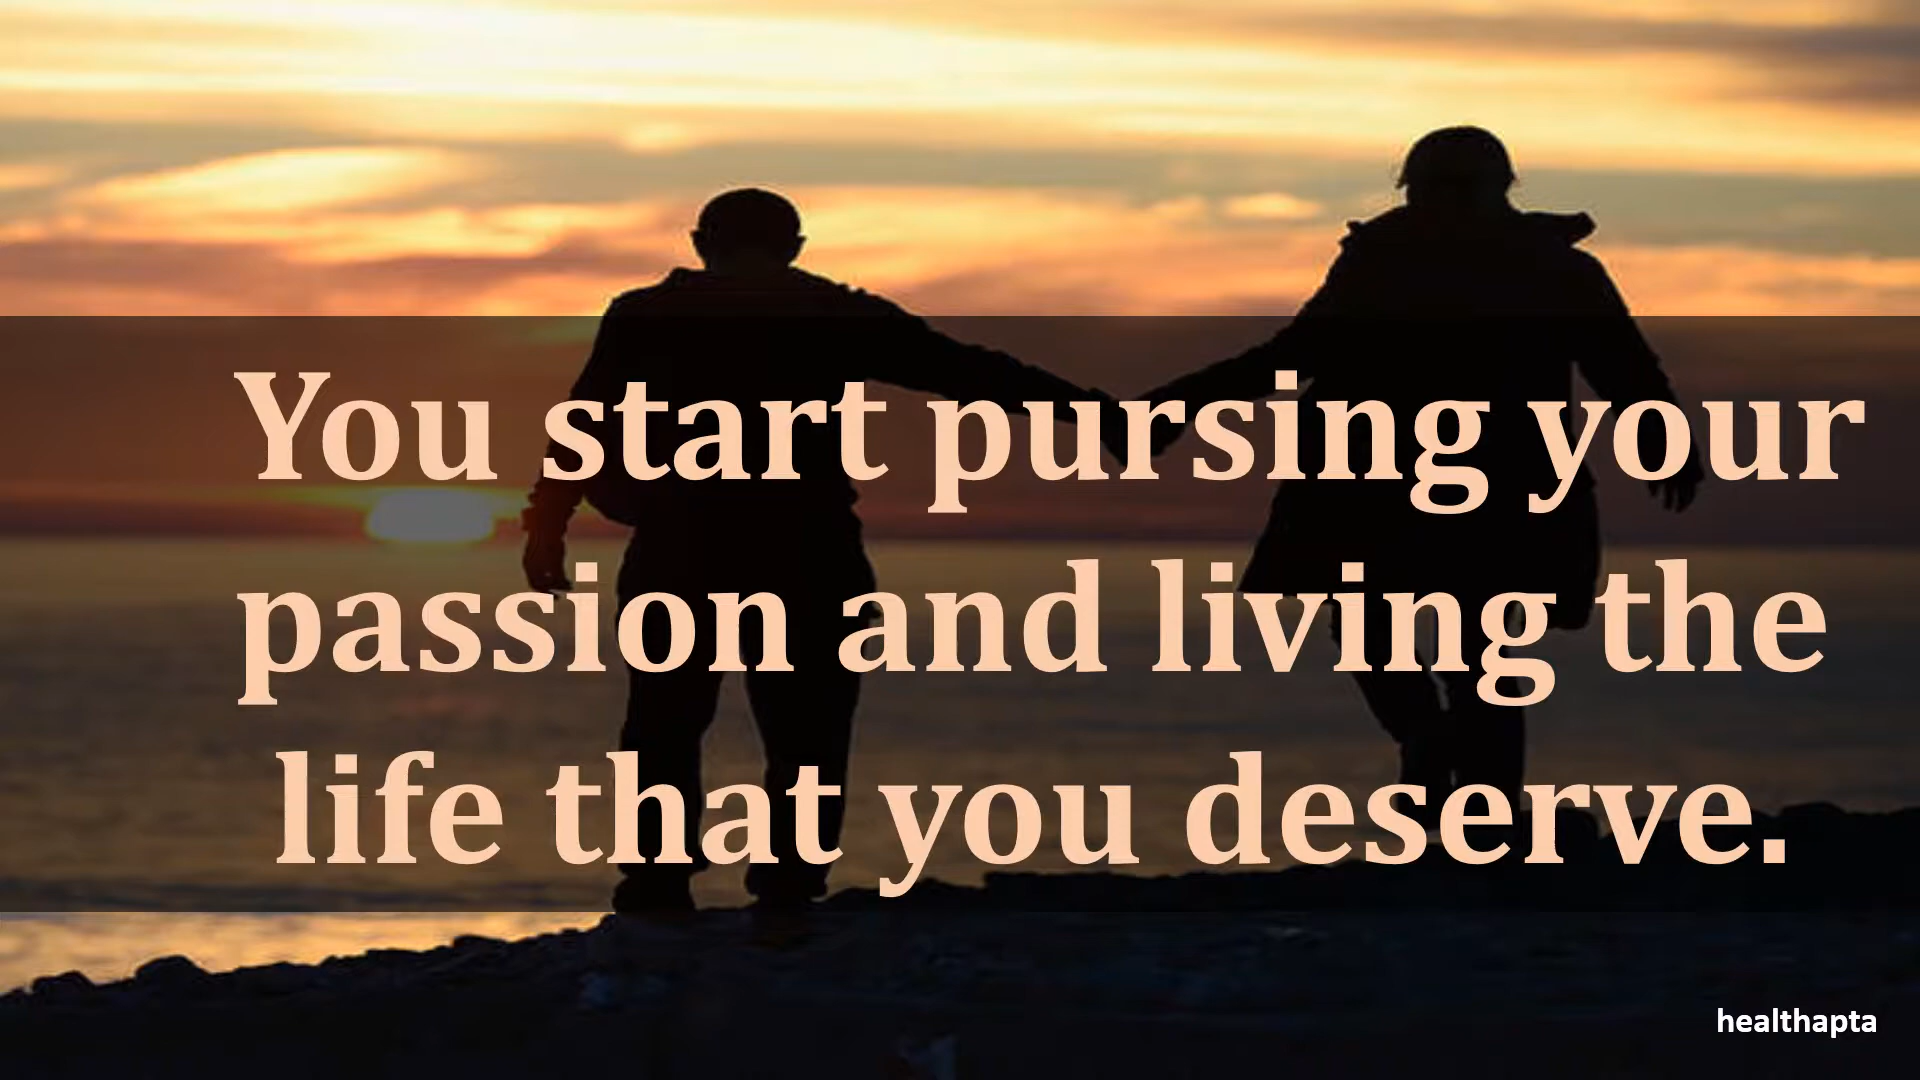 You start pursing your
passion and living the
life that you deserve.
healthapta